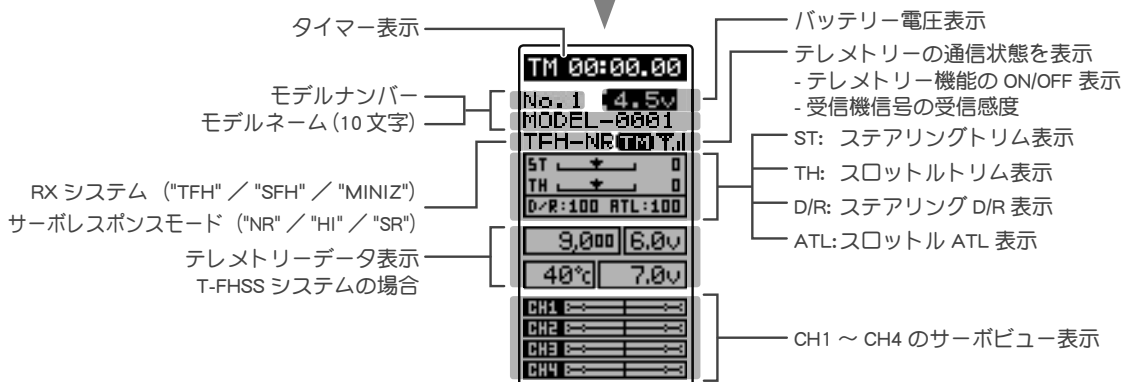 タイマー表示
モデルナンバー
モデルネーム(10 文字)
RX システム ("TFH" ／ "SFH" ／ "MINIZ")
サーボレスポンスモード ("NR" ／ "HI" ／ "SR")
テレメトリーデータ表示
T-FHSS システムの場合
TM 00:00.00
No.1 4.5v
MODEL-0001
TFH-NR TM
ST 0
TH 0
D/R:100 ATL:100
9,000 6.0v
40℃ 7.0v
CH1
CH2
CH3
CH4
バッテリー電圧表示
テレメトリーの通信状態を表示
- テレメトリー機能の ON/OFF 表示
- 受信機信号の受信感度
ST: ステアリングトリム表示
TH: スロットルトリム表示
D/R: ステアリング D/R 表示
ATL:スロットル ATL 表示
CH1 ～ CH4 のサーボビュー表示